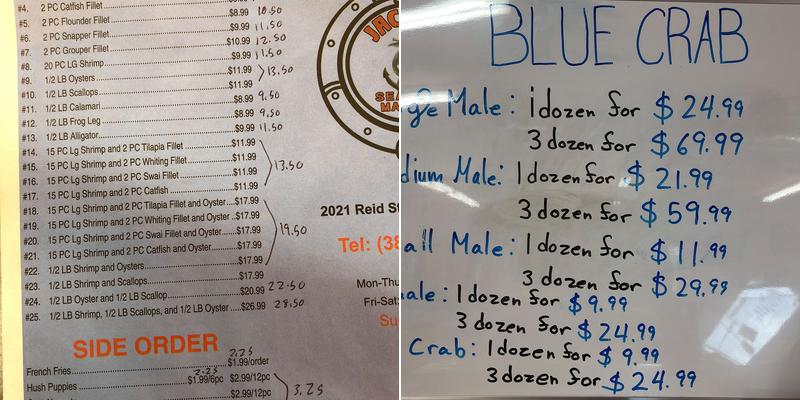 #4. 2 PC Catfish Fillet $8.99 10.50
#5. 2 PC Flounder Fillet $9.99 11.50
#6. 2 PC Snapper Fillet $10.99 12.50
#7. 2 PC Grouper Fillet $9.99 11.50
#8. 20 PC LG Shrimp $11.99
#9. 1/2 LB Oysters $11.99 13.50
#10. 1/2 LB Scallops $8.99 9.50
#11. 1/2 LB Calamari $8.99 9.50
#12. 1/2 LB Frog Leg $9.99 11.50
#13. 1/2 LB Alligator $11.99
#14. 15 PC Lg Shrimp and 2 PC Tilapia Fillet $11.99
#15. 15 PC Lg Shrimp and 2 PC Whiting Fillet $11.99
#16. 15 PC Lg Shrimp and 2 PC Swai Fillet $11.99 13.50
#17. 15 PC Lg Shrimp and 2 PC Catfish $11.99
#18. 15 PC Lg Shrimp and 2 PC Tilapia Fillet and Oyster $17.99
#19. 15 PC Lg Shrimp and 2 PC Whiting Fillet and Oyster $17.99
#20. 15 PC Lg Shrimp and 2 PC Swai Fillet and Oyster $17.99 19.50
#21. 15 PC Lg Shrimp and 2 PC Catfish and Oyster $17.99
#22. 1/2 LB Shrimp and Oysters $17.99
#23. 1/2 LB Shrimp and Scallops $17.99
#24. 1/2 LB Oyster and 1/2 LB Scallop $20.99 22.50
#25. 1/2 LB Shrimp, 1/2 LB Scallops, and 1/2 LB Oyster $26.99 28.50
SIDE ORDER
French Fries $1.99/order 2.25
Hush Puppies $1.99/6pc 2.25 $2.99/12pc
$2.99/12pc 3.25
JAC
SEA
MA
2021 Reid St
Tel: (38
Mon-Thu
Fri-Sat
Su
BLUE CRAB
ge Male: 1 dozen for $24.99
3 dozen for $69.99
dium Male: 1 dozen for $21.99
3 dozen for $59.99
all Male: 1 dozen for $11.99
3 dozen for $29.99
ale: 1 dozen for $9.99
3 dozen for $24.99
Crab: 1 dozen for $9.99
3 dozen for $24.99